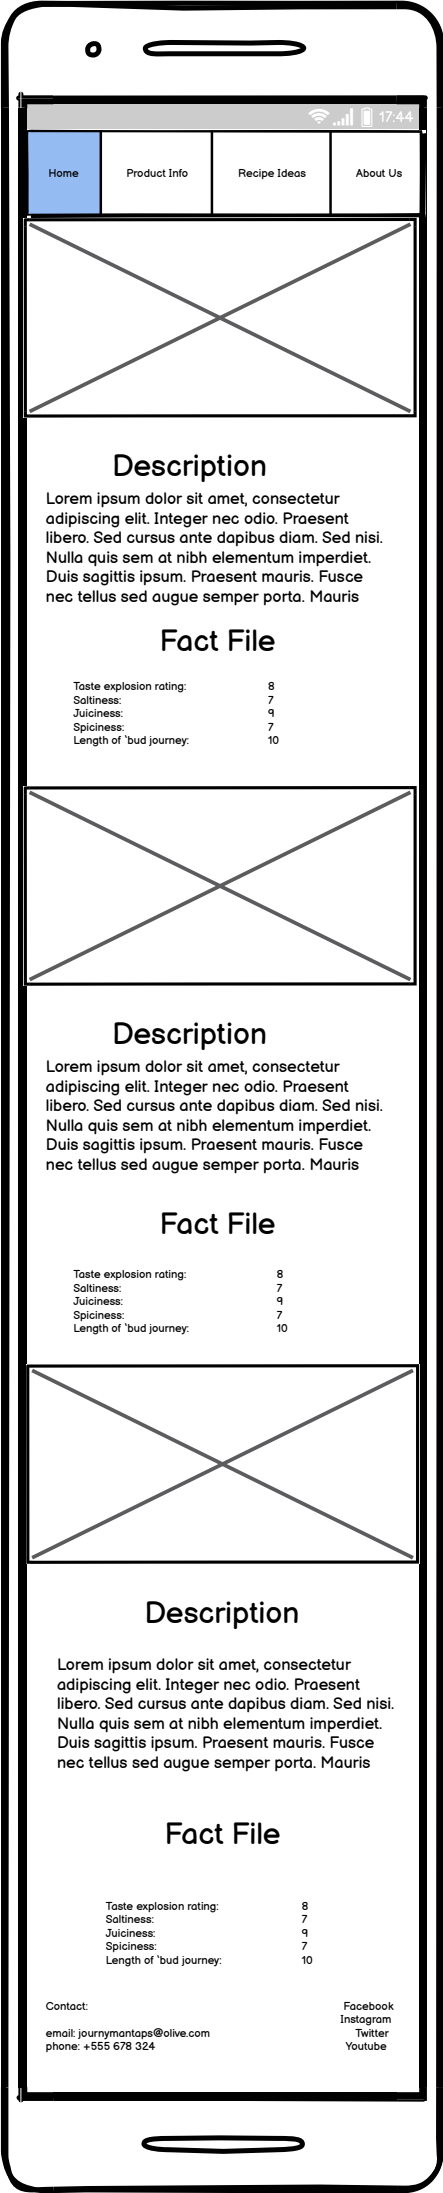 17:44
Home Product Info Recipe Ideas About Us
Description
Lorem ipsum dolor sit amet, consectetur
adipiscing elit. Integer nec odio. Praesent
libero. Sed cursus ante dapibus diam. Sed nisi.
Nulla quis sem at nibh elementum imperdiet.
Duis sagittis ipsum. Praesent mauris. Fusce
nec tellus sed augue semper porta. Mauris
Fact File
Taste explosion rating: 8
Saltiness: 7
Juiciness: 9
Spiciness: 7
Length of 'bud journey: 10
Description
Lorem ipsum dolor sit amet, consectetur
adipiscing elit. Integer nec odio. Praesent
libero. Sed cursus ante dapibus diam. Sed nisi.
Nulla quis sem at nibh elementum imperdiet.
Duis sagittis ipsum. Praesent mauris. Fusce
nec tellus sed augue semper porta. Mauris
Fact File
Taste explosion rating: 8
Saltiness: 7
Juiciness: 9
Spiciness: 7
Length of 'bud journey: 10
Description
Lorem ipsum dolor sit amet, consectetur
adipiscing elit. Integer nec odio. Praesent
libero. Sed cursus ante dapibus diam. Sed nisi.
Nulla quis sem at nibh elementum imperdiet.
Duis sagittis ipsum. Praesent mauris. Fusce
nec tellus sed augue semper porta. Mauris
Fact File
Taste explosion rating: 8
Saltiness: 7
Juiciness: 9
Spiciness: 7
Length of 'bud journey: 10
Contact: Facebook
Instagram
email: journymantaps@olive.com Twitter
phone: +555 678 324 Youtube